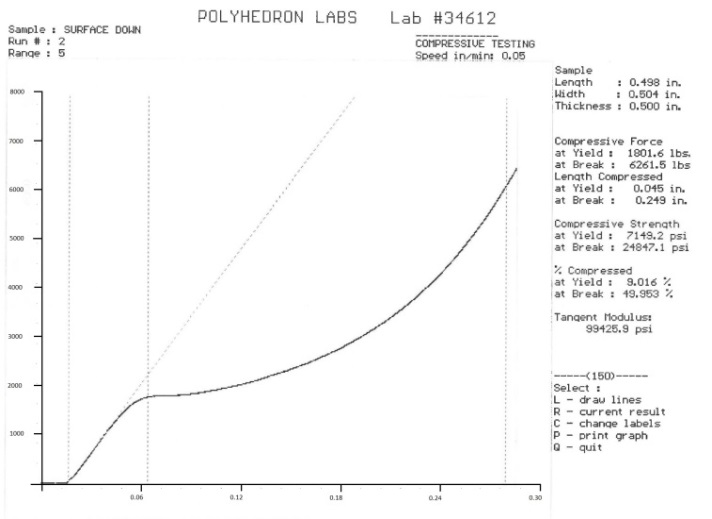 POLYHEDRON LABS Lab #34612
Sample : SURFACE DOWN
Run # : 2
Range : 5
COMPRESSIVE TESTING
Speed in/min: 0.05
Sample
Length : 0.498 in.
Width : 0.504 in.
Thickness : 0.500 in.
Compressive Force
at Yield : 1801.6 lbs.
at Break : 6261.5 lbs
Length Compressed
at Yield : 0.045 in.
at Break : 0.249 in.
Compressive Strength
at Yield : 7149.2 psi
at Break : 24847.1 psi
% Compressed
at Yield : 9.016 %
at Break : 49.953 %
Tangent Modulus:
99425.9 psi
-----(150)-----
Select :
L - draw lines
R - current result
C - change labels
P - print graph
Q - quit
8000
7000
6000
5000
4000
3000
2000
1000
0.06 0.12 0.18 0.24 0.30